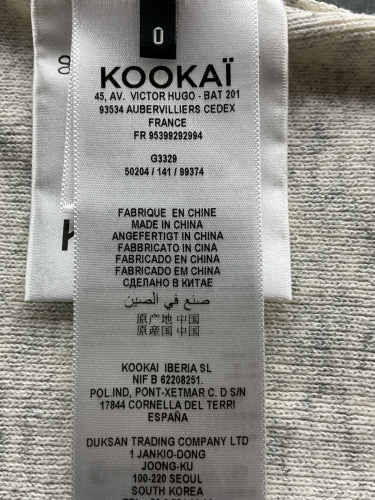 0
KOOKAÏ
45, AV. VICTOR HUGO - BAT 201
93534 AUBERVILLIERS CEDEX
FRANCE
FR 95399292994
G3329
50204 / 141 / 99374
FABRIQUE EN CHINE
MADE IN CHINA
ANGEFERTIGT IN CHINA
FABBRICATO IN CINA
FABRICADO EN CHINA
FABRICADO EM CHINA
СДЕЛАНО В КИТАЕ
صنع في الصين
原产地 中国
原産国 中国
KOOKAI IBERIA SL
NIF B 62208251.
POL.IND, PONT-XETMAR C. D S/N
17844 CORNELLA DEL TERRI
ESPAÑA
DUKSAN TRADING COMPANY LTD
1 JANKIO-DONG
JOONG-KU
100-220 SEOUL
SOUTH KOREA